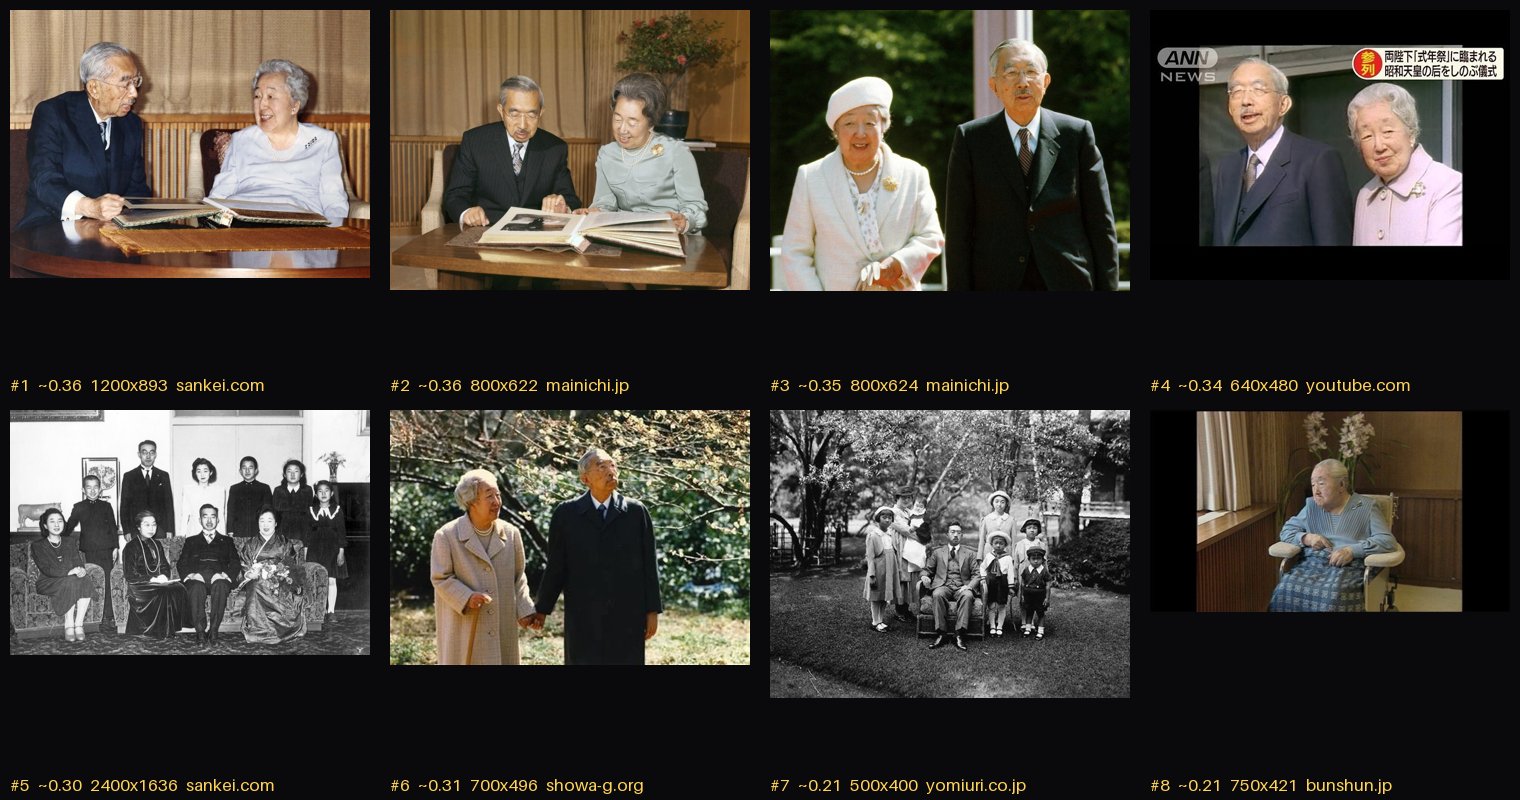 ANN
NEWS
参列
両陛下「式年祭」に臨まれる
昭和天皇の后をしのぶ儀式
#1 ~0.36 1200x893 sankei.com
#2 ~0.36 800x622 mainichi.jp
#3 ~0.35 800x624 mainichi.jp
#4 ~0.34 640x480 youtube.com
#5 ~0.30 2400x1636 sankei.com
#6 ~0.31 700x496 showa-g.org
#7 ~0.21 500x400 yomiuri.co.jp
#8 ~0.21 750x421 bunshun.jp